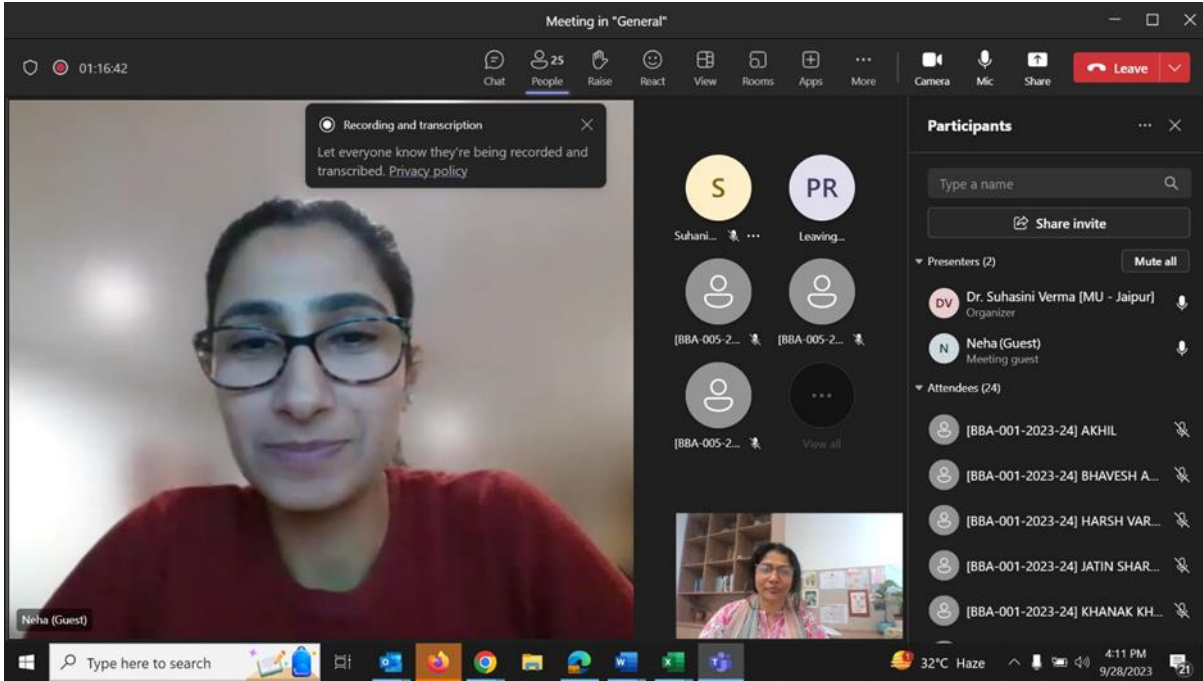 Meeting in "General"
01:16:42
Chat
25
People
Raise
React
View
Rooms
Apps
More
Camera
Mic
Share
Leave
Recording and transcription
Let everyone know they're being recorded and
transcribed. Privacy policy
Neha (Guest)
S
Suhani...
PR
Leaving...
[BBA-005-2...
[BBA-005-2...
[BBA-005-2...
View all
Participants
Type a name
Share invite
Presenters (2)
Mute all
DV
Dr. Suhasini Verma [MU - Jaipur]
Organizer
N
Neha (Guest)
Meeting guest
Attendees (24)
[BBA-001-2023-24] AKHIL
[BBA-001-2023-24] BHAVESH A...
[BBA-001-2023-24] HARSH VAR...
[BBA-001-2023-24] JATIN SHAR...
[BBA-001-2023-24] KHANAK KH...
Type here to search
32°C Haze
4:11 PM
9/28/2023
21